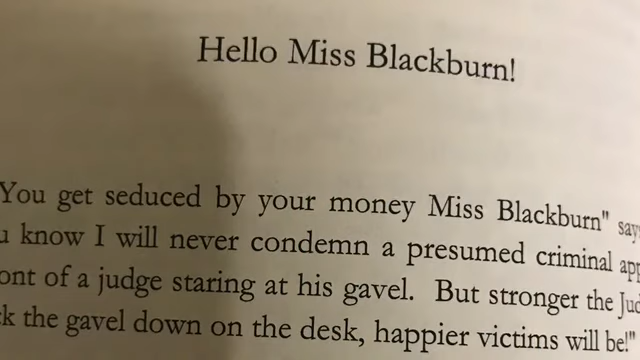 Hello Miss Blackburn!
You get seduced by your money Miss Blackburn"
know I will never condemn a presumed criminal
of a judge staring at his gavel. But stronger the
the gavel down on the desk, happier victims will be!"